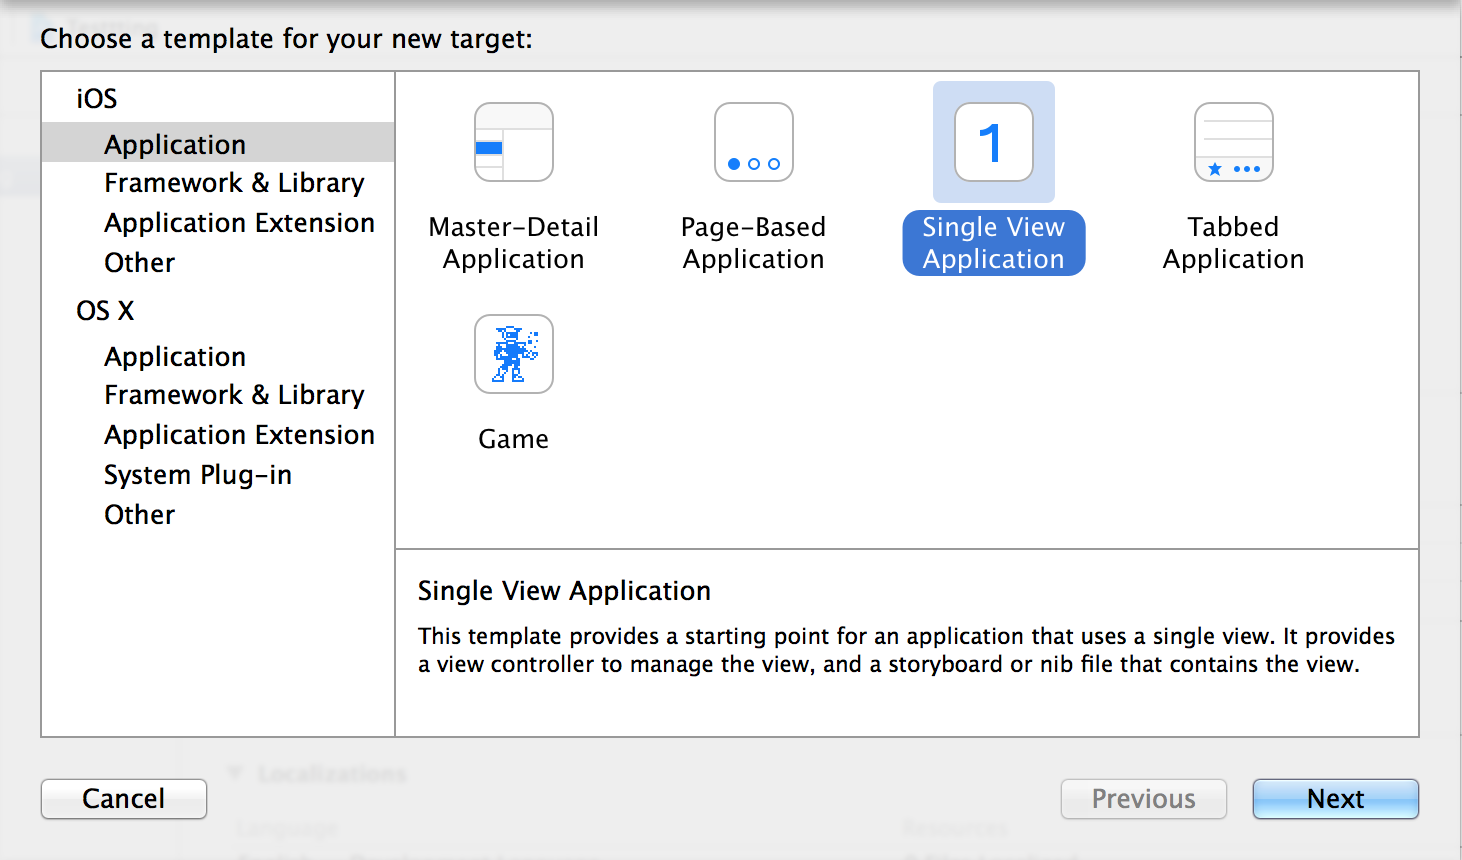 Choose a template for your new target:
iOS
Application
Framework & Library
Application Extension
Other
OS X
Application
Framework & Library
Application Extension
System Plug-in
Other
Master-Detail
Application
Page-Based
Application
1
Single View
Application
Tabbed
Application
Game
Single View Application
This template provides a starting point for an application that uses a single view. It provides
a view controller to manage the view, and a storyboard or nib file that contains the view.
Localizations
Cancel
Previous
Next
Language
Resources